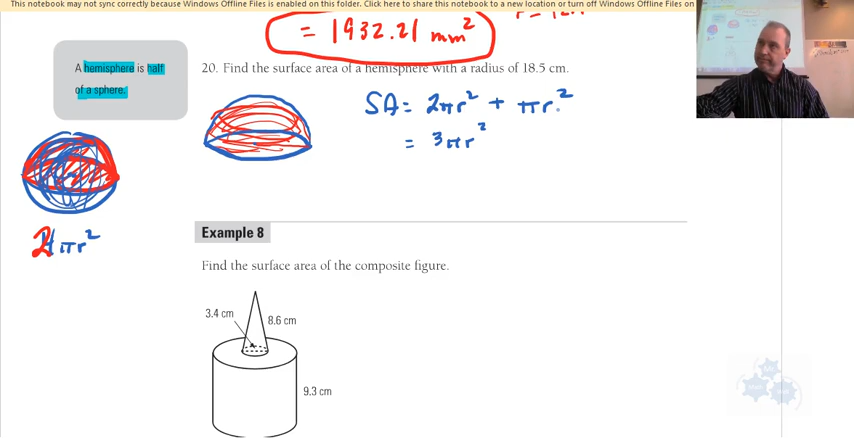 This notebook may not sync correctly because Windows Offline Files is enabled on this folder. Click here to share this notebook to a new location or turn off Windows Offline Files on
= 1932.21 mm²
A hemisphere is half
of a sphere.
20. Find the surface area of a hemisphere with a radius of 18.5 cm.
SA = 2πr² + πr²
= 3πr²
2πr²
Example 8
Find the surface area of the composite figure.
3.4 cm
8.6 cm
9.3 cm